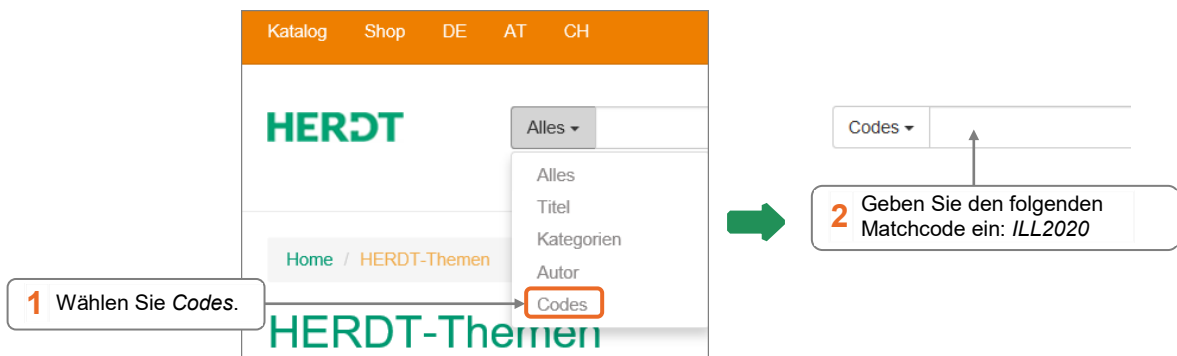 Katalog Shop DE AT CH
HERDT
Alles
Alles
Titel
Kategorien
Autor
Codes
Home / HERDT-Themen
HERDT-Themen
1 Wählen Sie Codes.
Codes
2 Geben Sie den folgenden
Matchcode ein: ILL2020